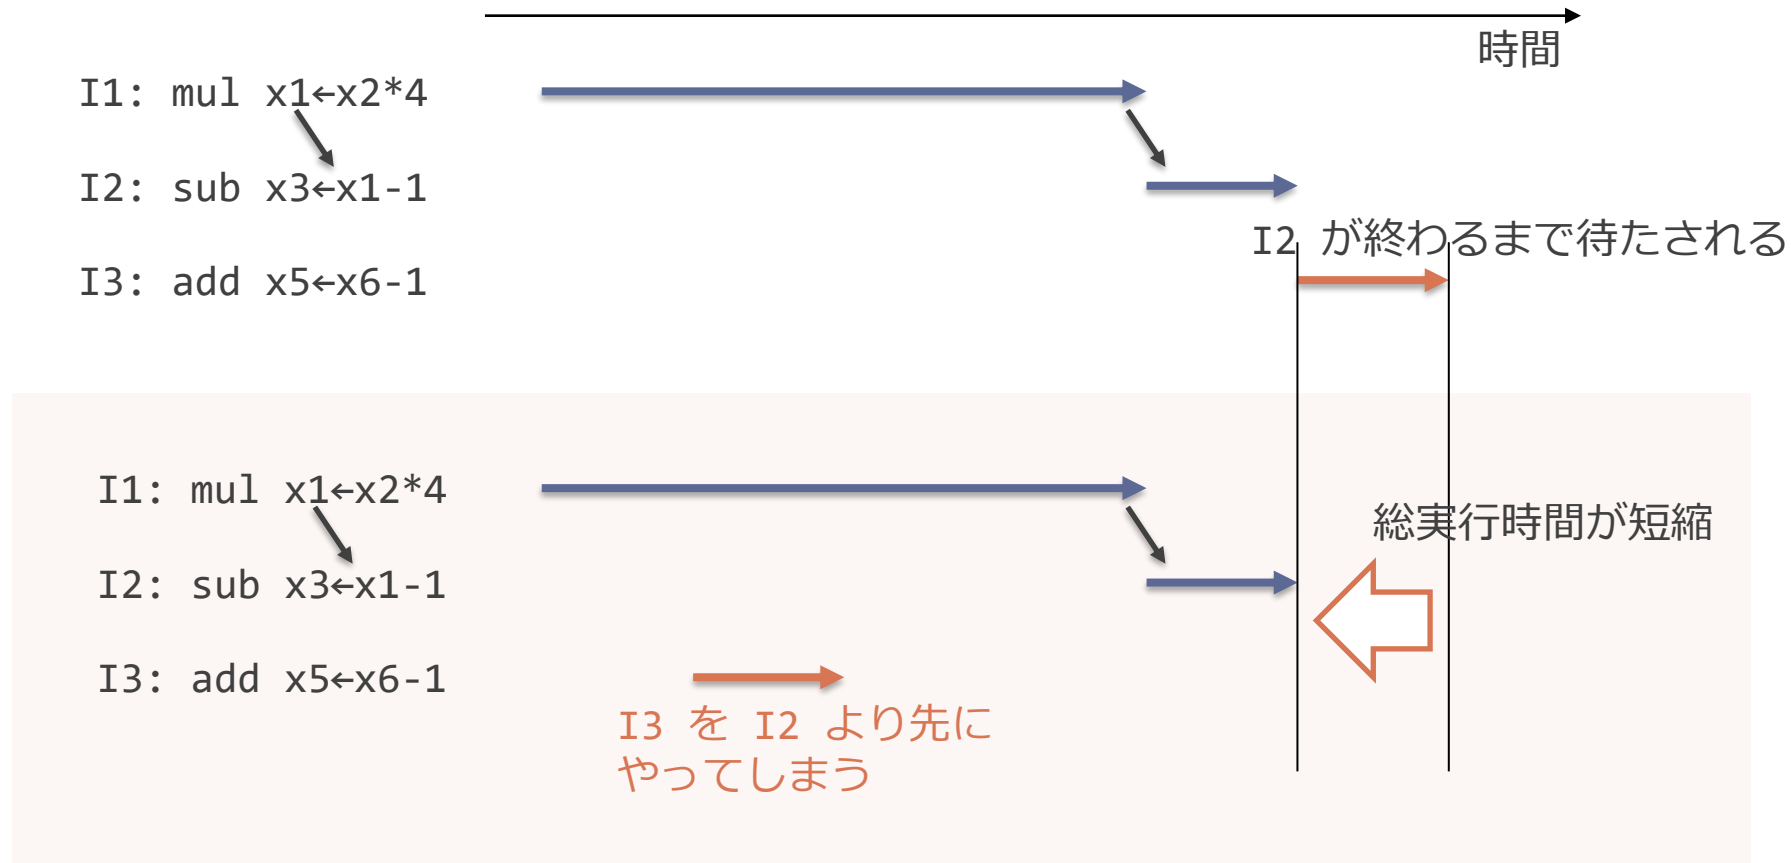 時間
I1: mul x1←x2*4
I2: sub x3←x1-1
I2 が終わるまで待たされる
I3: add x5←x6-1
I1: mul x1←x2*4
総実行時間が短縮
I2: sub x3←x1-1
I3: add x5←x6-1
I3 を I2 より先に
やってしまう